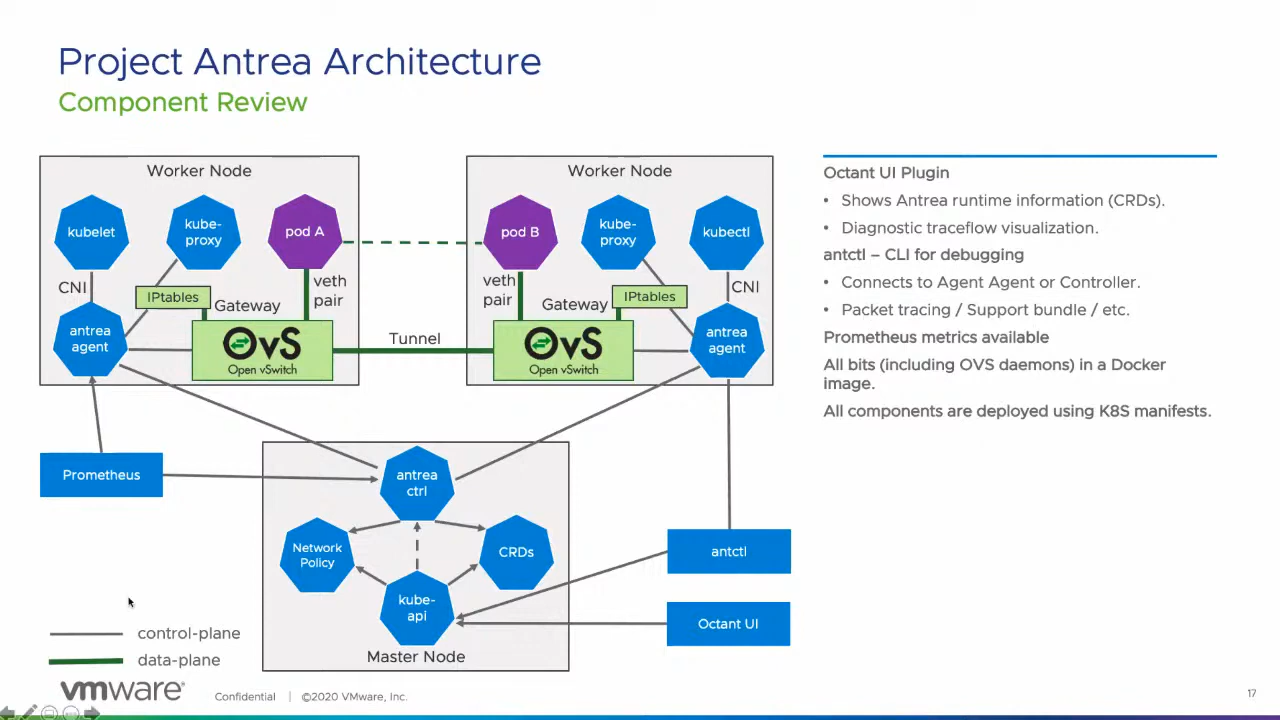 Project Antrea Architecture
Component Review
Worker Node
kubelet
kube-
proxy
pod A
CNI
IPtables
Gateway
veth
pair
antrea
agent
OvS
Open vSwitch
Tunnel
Worker Node
pod B
kube-
proxy
kubectl
veth
pair
Gateway
IPtables
CNI
OvS
Open vSwitch
antrea
agent
Prometheus
antrea
ctrl
Network
Policy
CRDs
kube-
api
Master Node
antctl
Octant UI
control-plane
data-plane
Octant UI Plugin
• Shows Antrea runtime information (CRDs).
• Diagnostic traceflow visualization.
antctl – CLI for debugging
• Connects to Agent Agent or Controller.
• Packet tracing / Support bundle / etc.
Prometheus metrics available
All bits (including OVS daemons) in a Docker
image.
All components are deployed using K8S manifests.
vmware®
Confidential | ©2020 VMware, Inc.
17